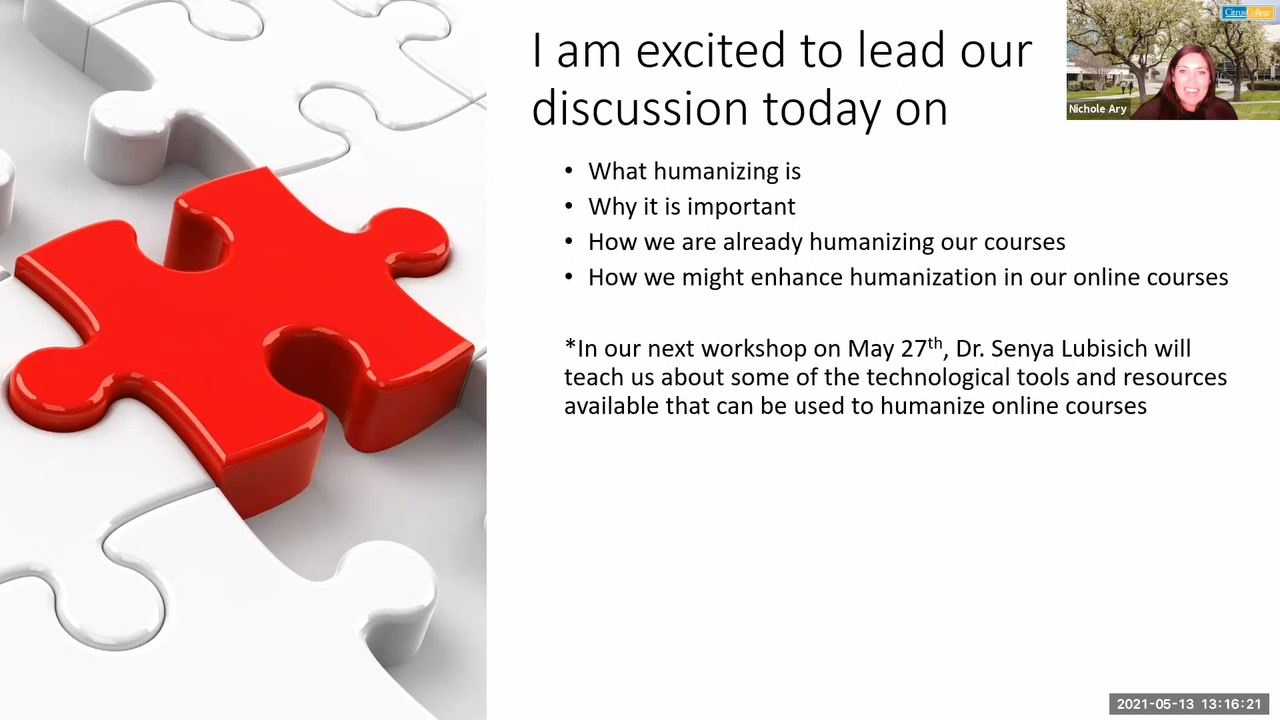 I am excited to lead our
discussion today on
CitrusCollege
Nichole Ary
• What humanizing is
• Why it is important
• How we are already humanizing our courses
• How we might enhance humanization in our online courses
*In our next workshop on May 27th, Dr. Senya Lubisich will
teach us about some of the technological tools and resources
available that can be used to humanize online courses
2021-05-13 13:16:21